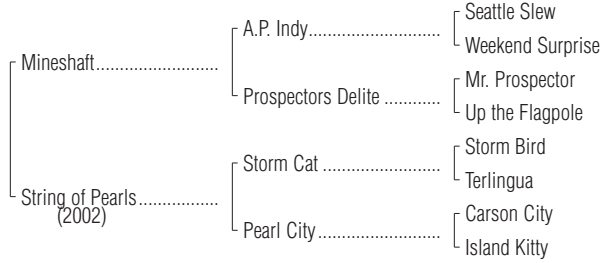 Seattle Slew
A.P. Indy..............................
Weekend Surprise
Mineshaft............................
Mr. Prospector
Prospectors Delite .............
Up the Flagpole
Storm Bird
Storm Cat ...........................
Terlingua
String of Pearls..................
(2002)
Carson City
Pearl City............................
Island Kitty